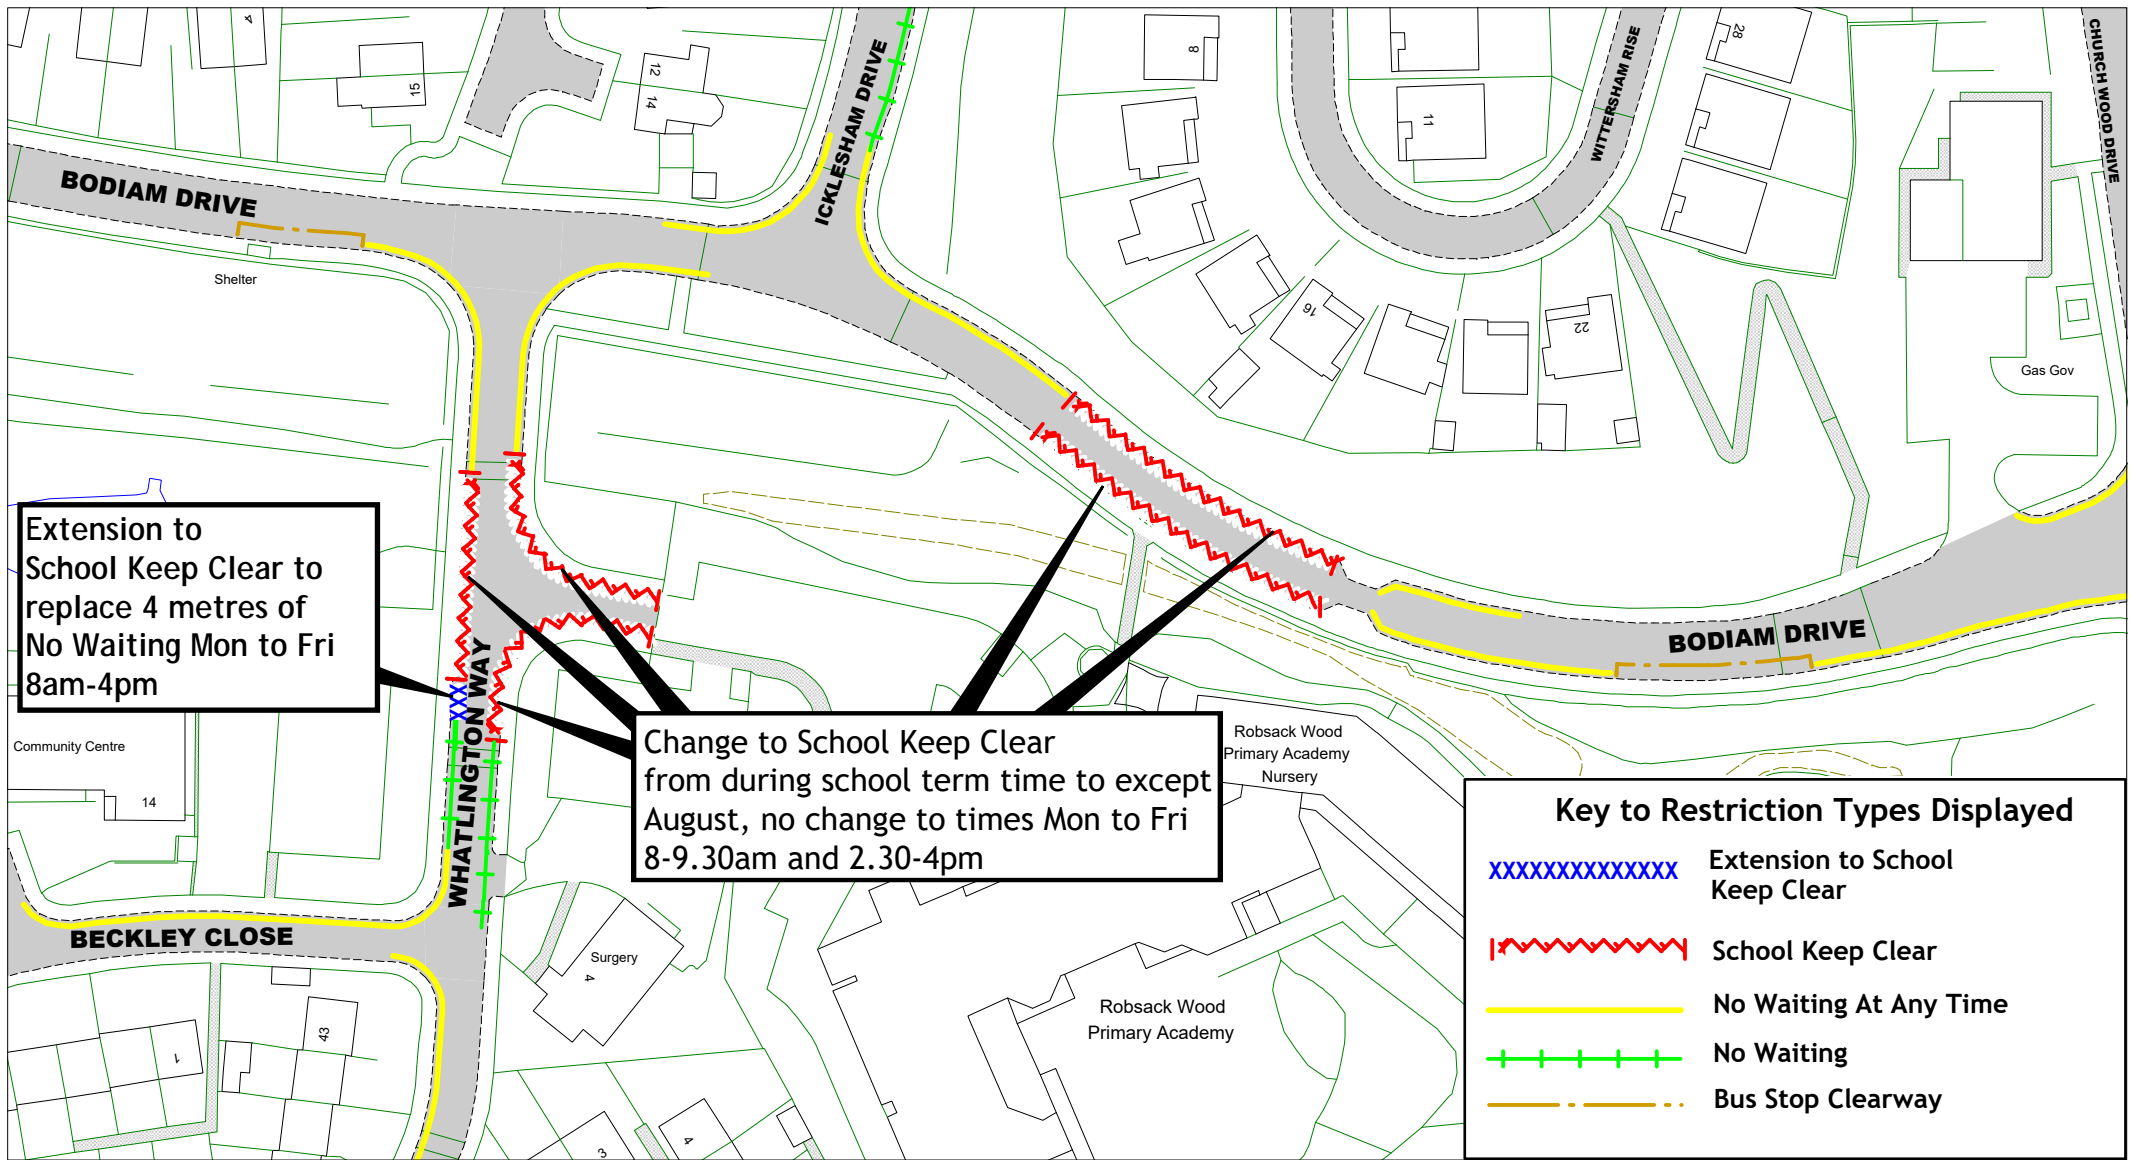 4
15
12
14
ICKLESHAM DRIVE
8
11
WITTERSHAM RISE
28
CHURCH WOOD DRIVE
BODIAM DRIVE
Shelter
16
22
Gas Gov
Extension to
School Keep Clear to
replace 4 metres of
No Waiting Mon to Fri
8am-4pm
BODIAM DRIVE
WHATLINGTON WAY
Community Centre
14
Change to School Keep Clear
from during school term time to except
August, no change to times Mon to Fri
8-9.30am and 2.30-4pm
Robsack Wood
Primary Academy
Nursery
BECKLEY CLOSE
Surgery
4
43
1
3
4
Robsack Wood
Primary Academy
Key to Restriction Types Displayed
XXXXXXXXXXXXXX
Extension to School
Keep Clear
School Keep Clear
No Waiting At Any Time
No Waiting
Bus Stop Clearway